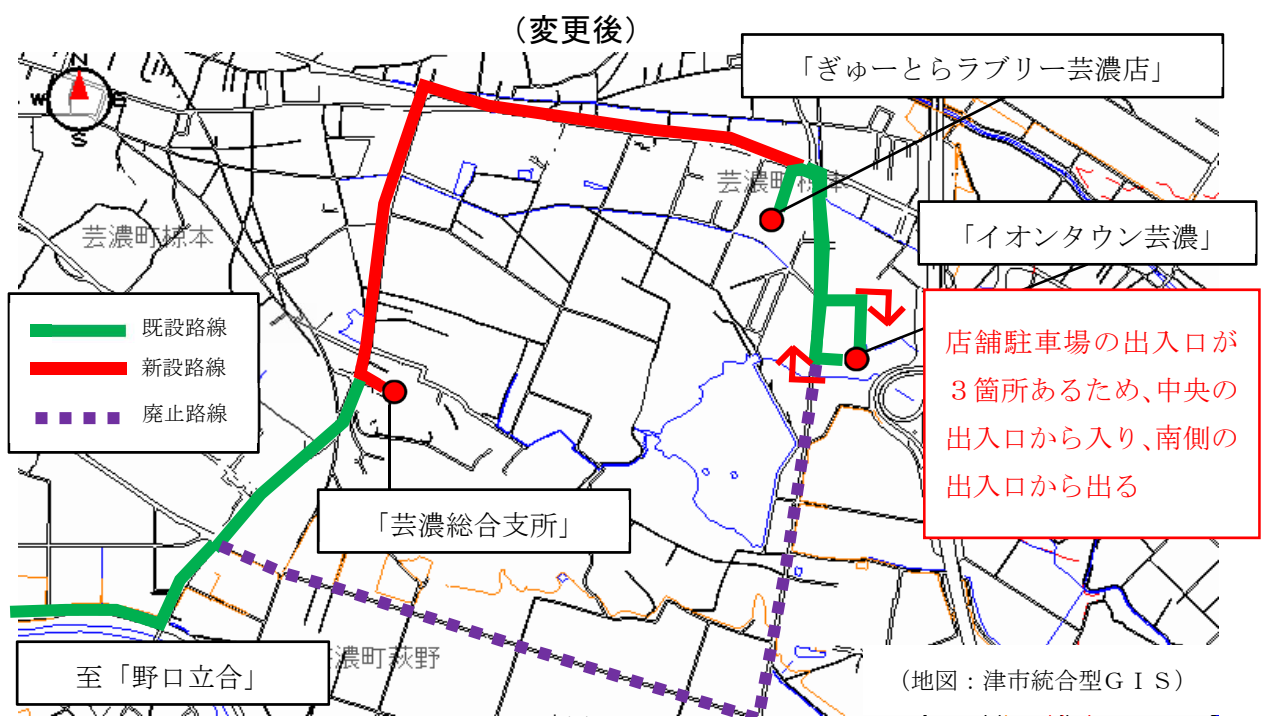 (変更後)
「ぎゅーとらラブリー芸濃店」
N
W
S
芸濃町椋本
「イオンタウン芸濃」
芸濃町椋本
既設路線
新設路線
廃止路線
店舗駐車場の出入口が
3箇所あるため、中央の
出入口から入り、南側の
出入口から出る
「芸濃総合支所」
濃町萩野
至「野口立合」
(地図:津市統合型GIS)